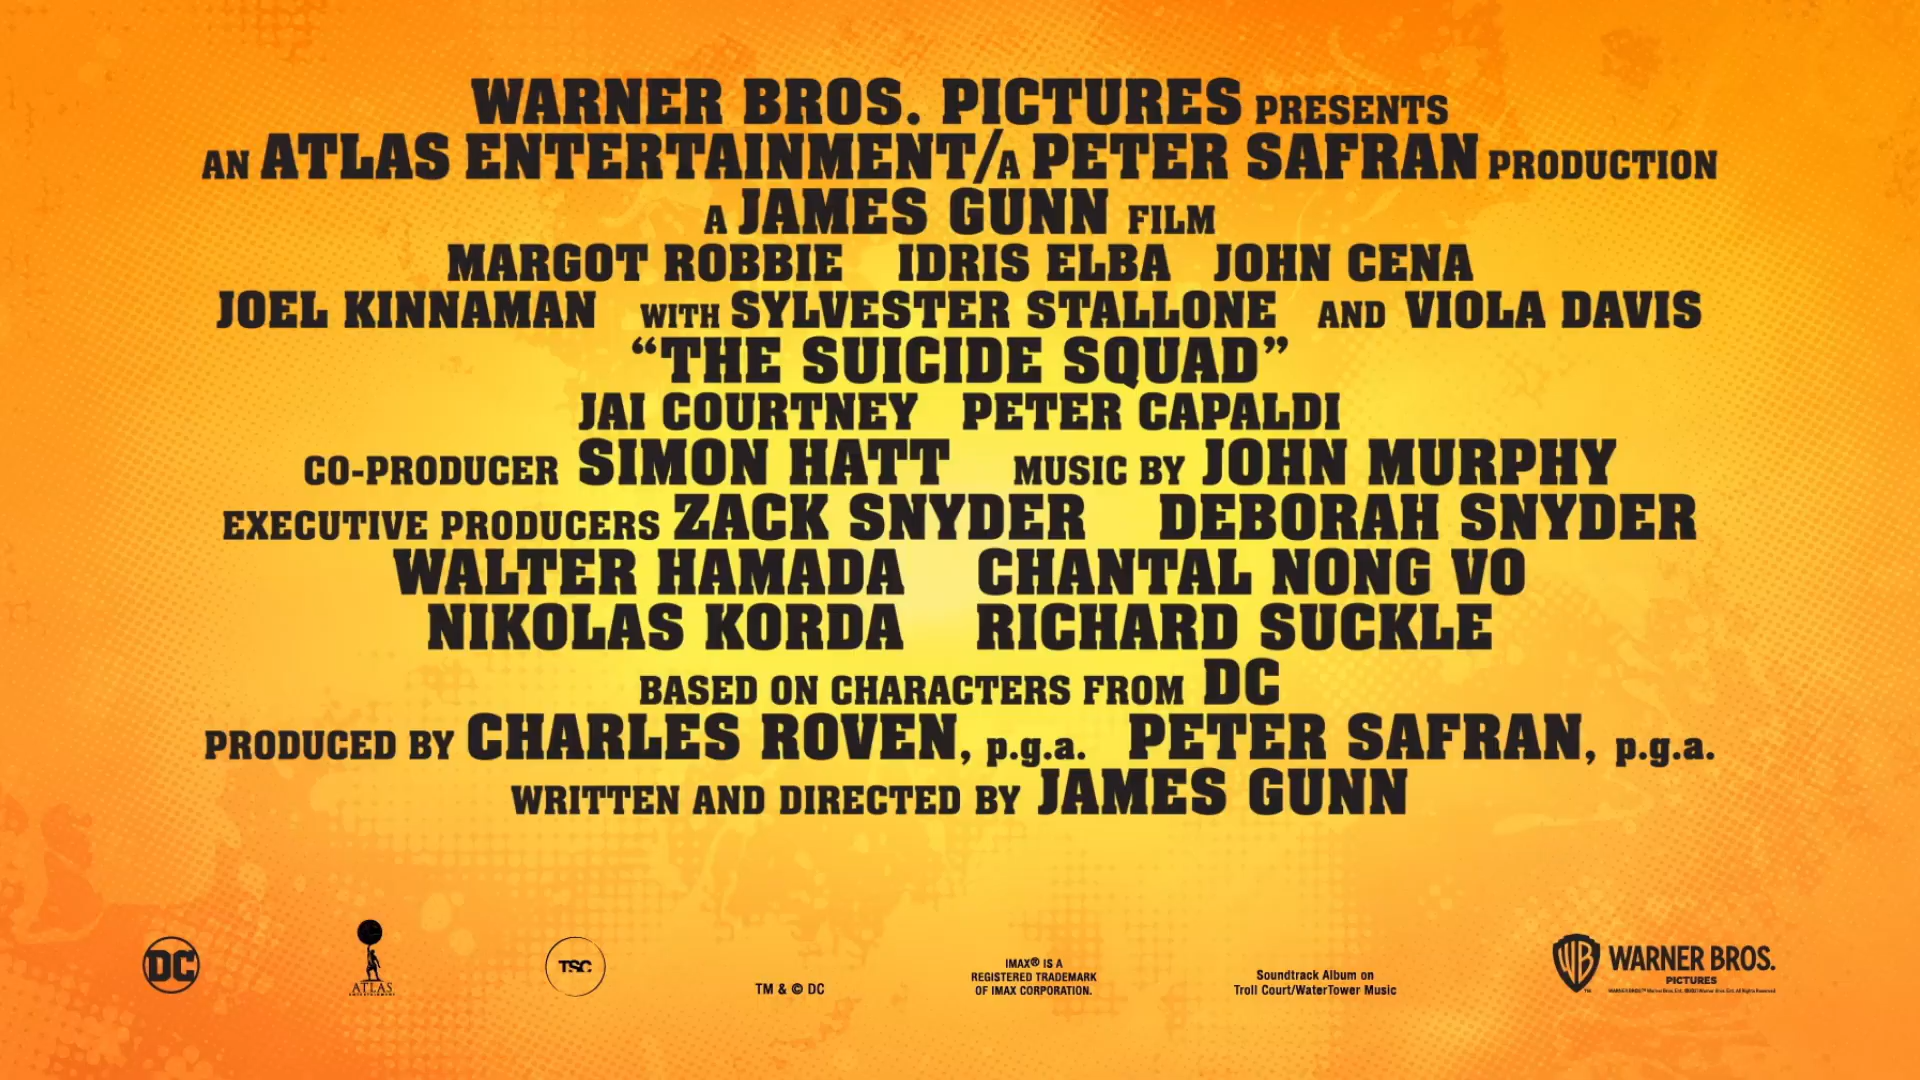 WARNER BROS. PICTURES PRESENTS
AN ATLAS ENTERTAINMENT/A PETER SAFRAN PRODUCTION
A JAMES GUNN FILM
MARGOT ROBBIE IDRIS ELBA JOHN CENA
JOEL KINNAMAN WITH SYLVESTER STALLONE AND VIOLA DAVIS
“THE SUICIDE SQUAD”
JAI COURTNEY PETER CAPALDI
CO-PRODUCER SIMON HATT MUSIC BY JOHN MURPHY
EXECUTIVE PRODUCERS ZACK SNYDER DEBORAH SNYDER
WALTER HAMADA CHANTAL NONG VO
NIKOLAS KORDA RICHARD SUCKLE
BASED ON CHARACTERS FROM DC
PRODUCED BY CHARLES ROVEN, p.g.a. PETER SAFRAN, p.g.a.
WRITTEN AND DIRECTED BY JAMES GUNN
DC
ATLAS
ENTERTAINMENT
TSC
TM & © DC
IMAX® IS A
REGISTERED TRADEMARK
OF IMAX CORPORATION.
Soundtrack Album on
Troll Court/WaterTower Music
WB
WARNER BROS.
PICTURES